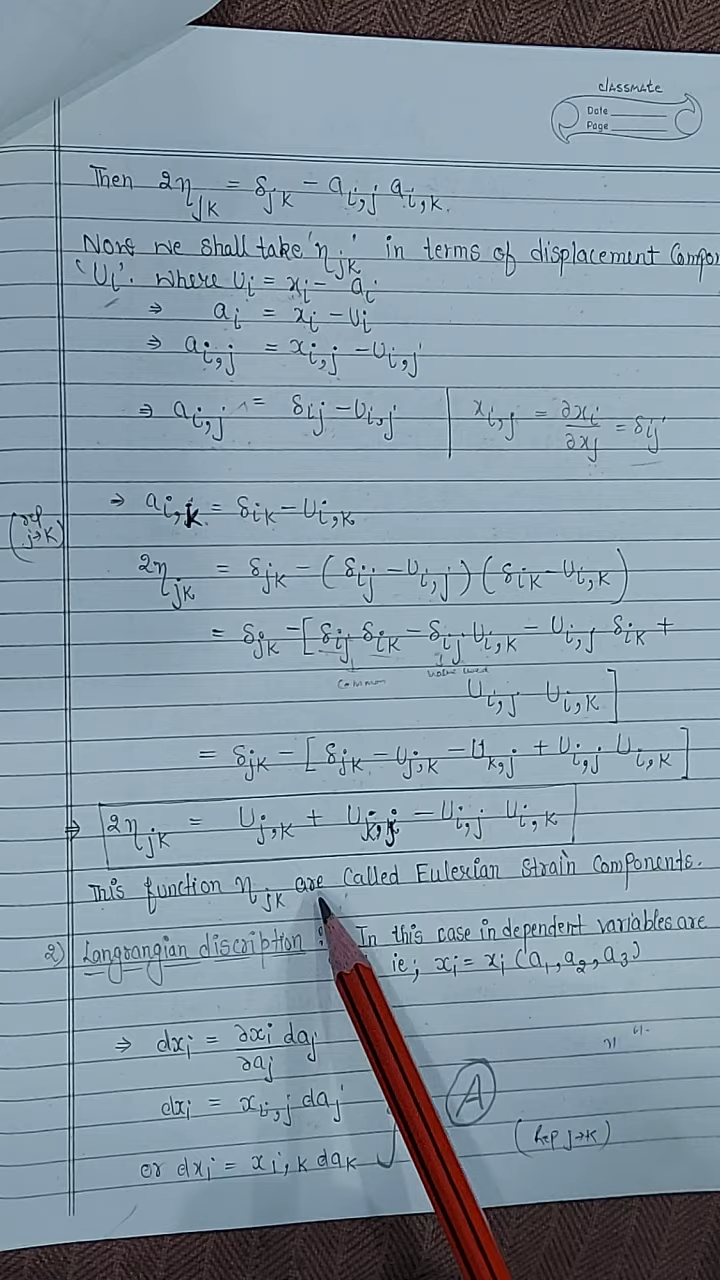 classmate
Date
Page
Then 2η_jk = δ_jk − a_i,j a_i,k.
Now we shall take 'η_jk' in terms of displacement Compo
'U_i'. where U_i = x_i − a_i
⇒ a_i = x_i − U_i
⇒ a_i,j = x_i,j − U_i,j
⇒ a_i,j = δ_ij − U_i,j | x_i,j = ∂x_i/∂x_j = δ_ij
⇒ a_i,k = δ_ik − U_i,k
(rep j→k)
2η_jk = δ_jk − (δ_ij − U_i,j) (δ_ik − U_i,k)
= δ_jk − [δ_ij δ_ik − δ_ij U_i,k − U_i,j δ_ik +
Common
U_i,j U_i,k]
= δ_jk − [δ_jk − U_j,k − U_k,j + U_i,j U_i,k]
⇒ 2η_jk = U_j,k + U_k,j − U_i,j U_i,k
This function η_jk are Called Eulerian Strain Components.
2) Langrangian discription : In this case independent variables are
ie; x_i = x_i (a_1, a_2, a_3)
⇒ dx_i = ∂x_i/∂a_j da_j
dx_i = x_i,j da_j
A
(Rep j→k)
or dx_i = x_i,k da_k